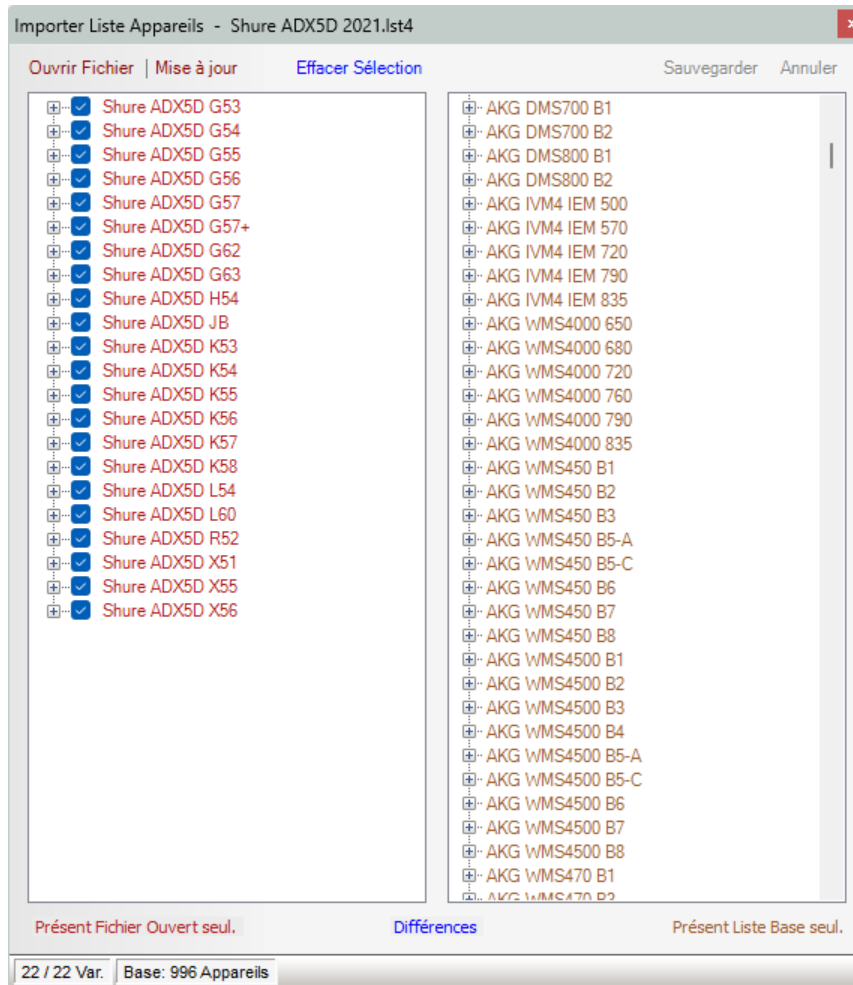 Importer Liste Appareils - Shure ADX5D 2021.lst4
Ouvrir Fichier | Mise à jour Effacer Sélection Sauvegarder Annuler
Shure ADX5D G53
Shure ADX5D G54
Shure ADX5D G55
Shure ADX5D G56
Shure ADX5D G57
Shure ADX5D G57+
Shure ADX5D G62
Shure ADX5D G63
Shure ADX5D H54
Shure ADX5D JB
Shure ADX5D K53
Shure ADX5D K54
Shure ADX5D K55
Shure ADX5D K56
Shure ADX5D K57
Shure ADX5D K58
Shure ADX5D L54
Shure ADX5D L60
Shure ADX5D R52
Shure ADX5D X51
Shure ADX5D X55
Shure ADX5D X56
AKG DMS700 B1
AKG DMS700 B2
AKG DMS800 B1
AKG DMS800 B2
AKG IVM4 IEM 500
AKG IVM4 IEM 570
AKG IVM4 IEM 720
AKG IVM4 IEM 790
AKG IVM4 IEM 835
AKG WMS4000 650
AKG WMS4000 680
AKG WMS4000 720
AKG WMS4000 760
AKG WMS4000 790
AKG WMS4000 835
AKG WMS450 B1
AKG WMS450 B2
AKG WMS450 B3
AKG WMS450 B5-A
AKG WMS450 B5-C
AKG WMS450 B6
AKG WMS450 B7
AKG WMS450 B8
AKG WMS4500 B1
AKG WMS4500 B2
AKG WMS4500 B3
AKG WMS4500 B4
AKG WMS4500 B5-A
AKG WMS4500 B5-C
AKG WMS4500 B6
AKG WMS4500 B7
AKG WMS4500 B8
AKG WMS470 B1
AKG WMS470
Présent Fichier Ouvert seul. Différences Présent Liste Base seul.
22 / 22 Var. Base: 996 Appareils